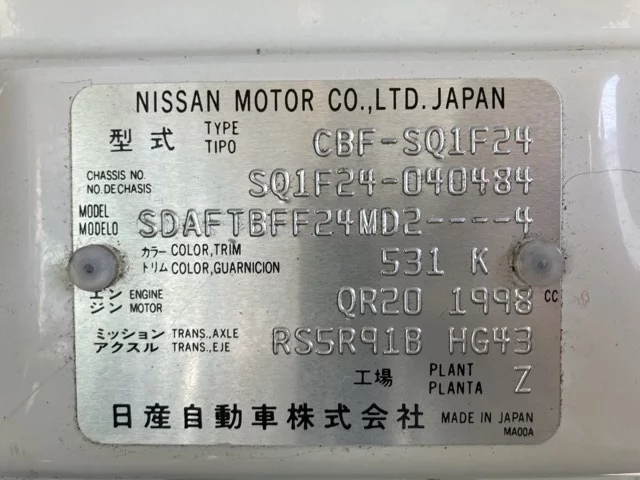 NISSAN MOTOR CO.,LTD. JAPAN
型式 TYPE TIPO CBF-SQ1F24
CHASSIS NO. NO. DE CHASIS SQ1F24-040484
MODEL MODELO SDAFTBFF24MD2----4
カラー COLOR,TRIM
トリム COLOR,GUARNICION 531 K
エン ENGINE
ジン MOTOR QR20 1998 CC
ミッション TRANS.,AXLE
アクスル TRANS.,EJE RS5R91B HG43
工場 PLANT PLANTA Z
日産自動車株式会社 MADE IN JAPAN
MA00A